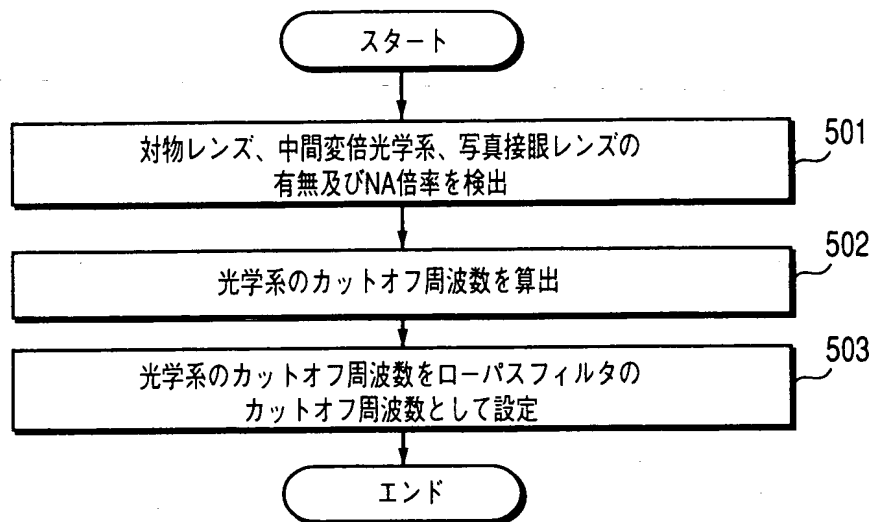 スタート
対物レンズ、中間変倍光学系、写真接眼レンズの
有無及びNA倍率を検出
501
光学系のカットオフ周波数を算出
502
光学系のカットオフ周波数をローパスフィルタの
カットオフ周波数として設定
503
エンド